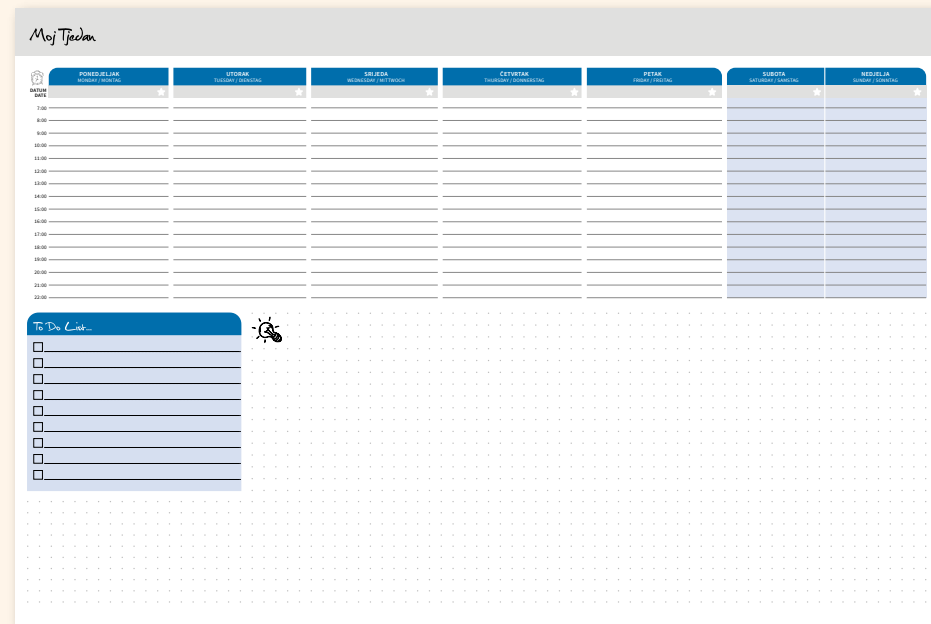 Moj Tjedan
PONEDJELJAK
MONDAY / MONTAG
UTORAK
TUESDAY / DIENSTAG
SRIJEDA
WEDNESDAY / MITTWOCH
ČETVRTAK
THURSDAY / DONNERSTAG
PETAK
FRIDAY / FREITAG
SUBOTA
SATURDAY / SAMSTAG
NEDJELJA
SUNDAY / SONNTAG
DATUM
DATE
7:00
8:00
9:00
10:00
11:00
12:00
13:00
14:00
15:00
16:00
17:00
18:00
19:00
20:00
21:00
22:00
To Do List...